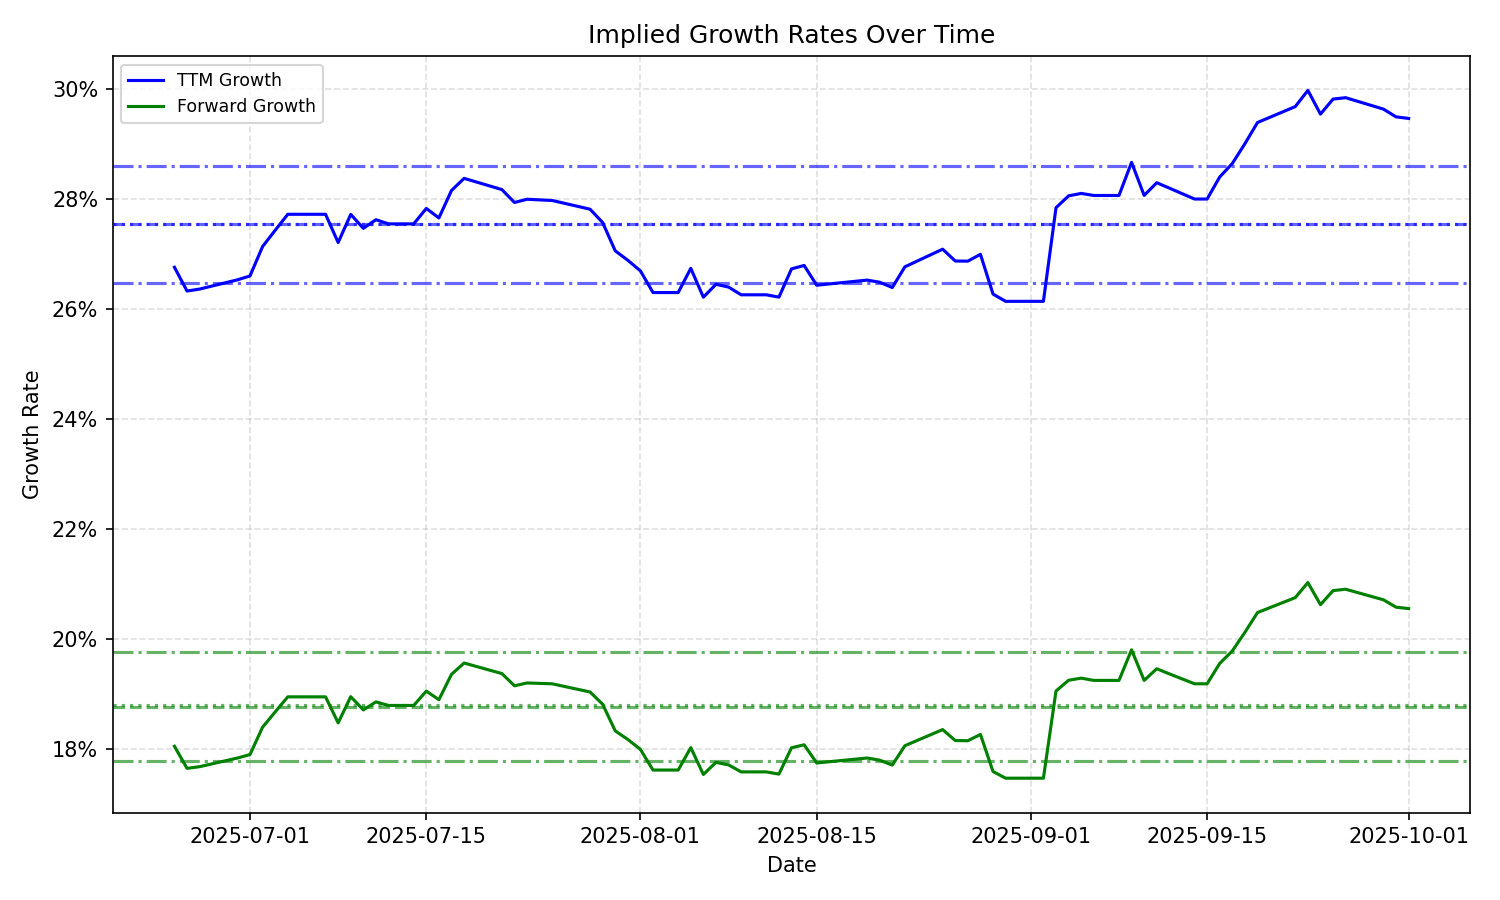 Implied Growth Rates Over Time
TTM Growth
Forward Growth
30%
28%
26%
24%
22%
20%
18%
Growth Rate
2025-07-01
2025-07-15
2025-08-01
2025-08-15
2025-09-01
2025-09-15
2025-10-01
Date